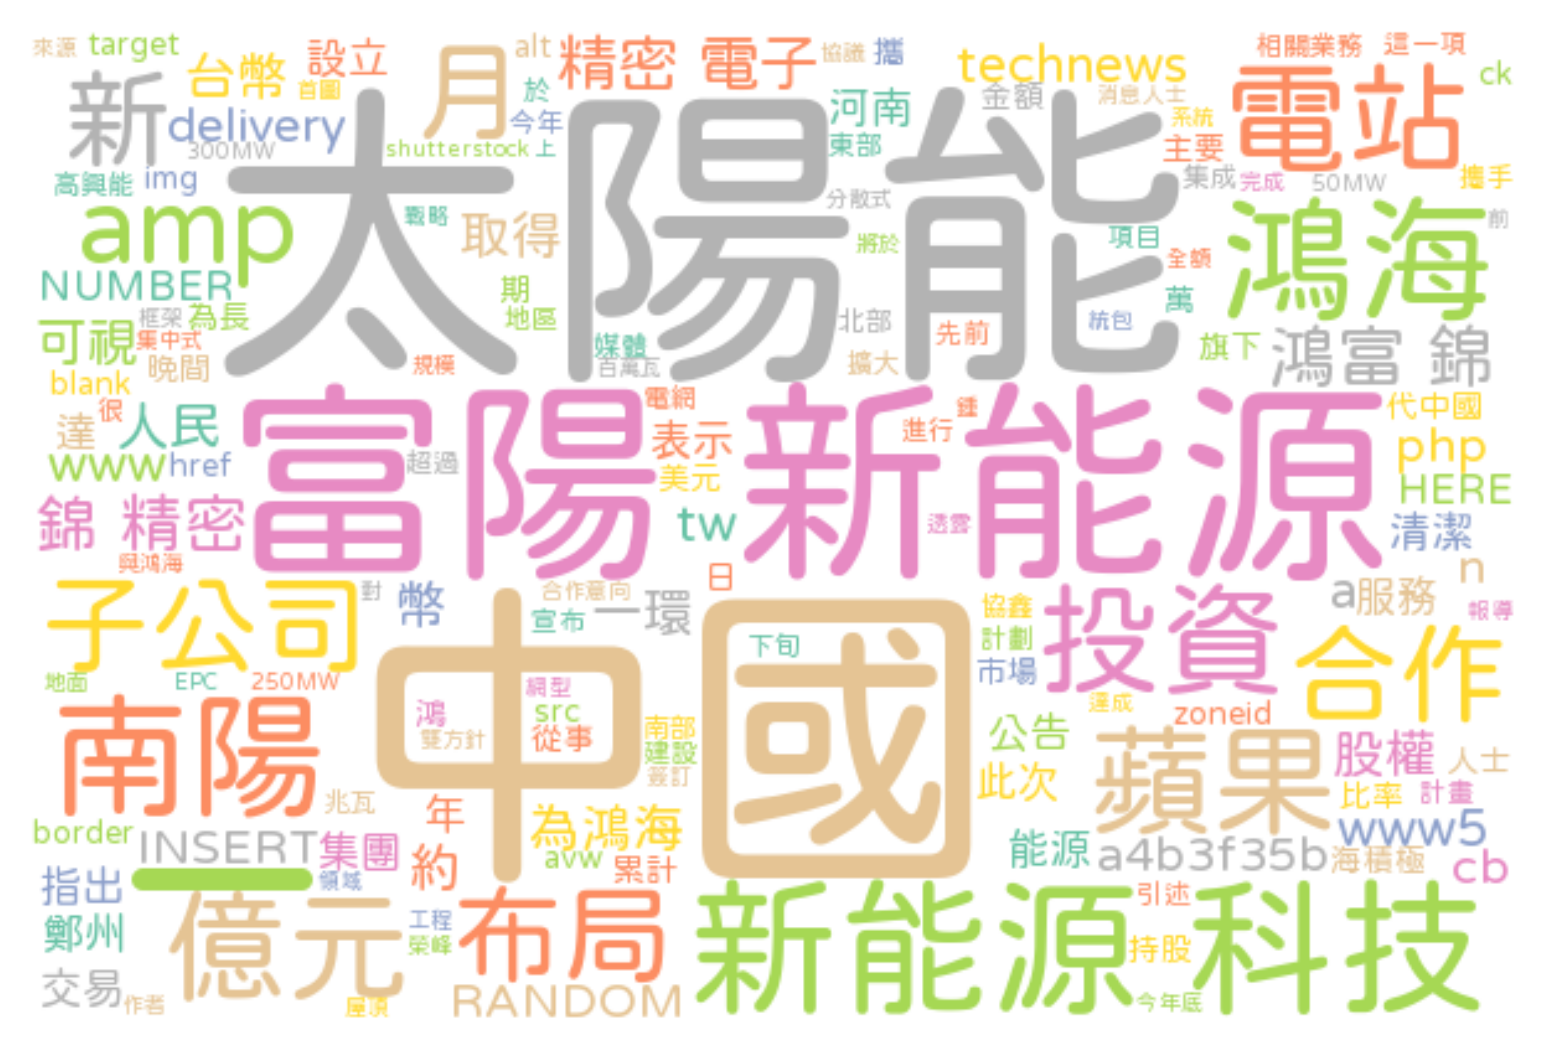 來源 target 台幣 設立 月 alt 精密 電子 協議 攜 technews 相關業務 這一項
新 首圖 於 金額 消息人士 電站 ck
delivery 300MW 今年 shutterstock 上 河南 東部 系統 主要
高興能 img 太陽能 分散式 集成 完成 50MW 攜手
amp 戰略 取得 將於 項目 鴻海 前
NUMBER 期 全額 萬
可視 框架 為長 地區 北部 先前 統包 旗下 鴻富 錦
集中式 晚間 規模 媒體 百萬瓦 擴大
blank 很 電網 鍾 代中國
達 人民 富陽 新能源 表示 進行 php
www href 超過 美元 HERE
錦 精密 tw 透露 清潔
與鴻海 日 n
子公司 對 幣 合作意向 一環 協鑫 投資 a 服務 報導
宣布 下旬 計劃 合作
地面 EPC 250MW 中國 市場
南陽 鴻 網型 src 南部 達成 zoneid
雙方針 從事 建設 公告 蘋果 股權 人士
兆瓦 簽訂 此次 比率 計畫
border INSERT 集團 年 為鴻海 能源 www5
約 avw 累計 a4b3f35b 海積極 cb
指出 領域 引述
鄭州 億元 工程 布局 新能源 科技
榮峰 持股
交易 作者 屋頂 RANDOM 今年底